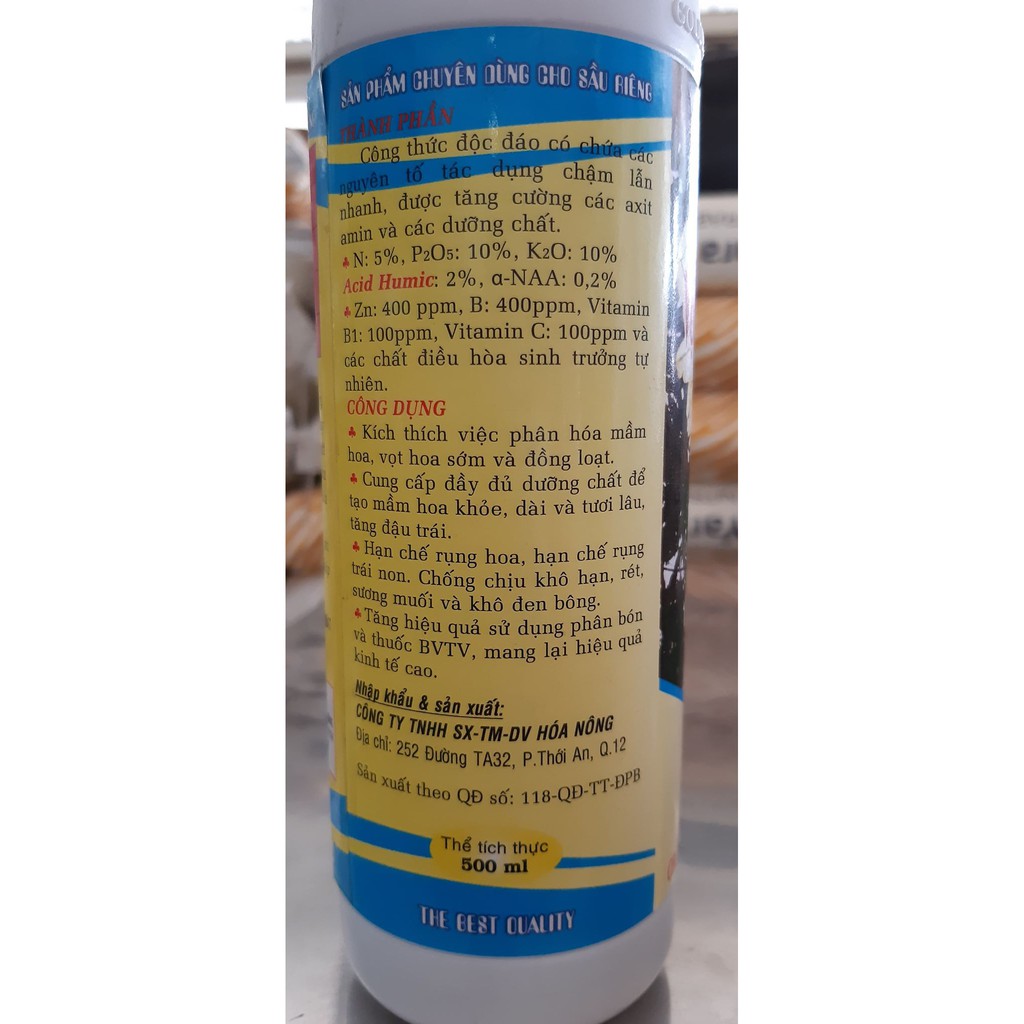 SẢN PHẨM CHUYÊN DÙNG CHO SẦU RIÊNG
THÀNH PHẦN
Công thức độc đáo có chứa các
nguyên tố tác dụng chậm lẫn
nhanh, được tăng cường các axit
amin và các dưỡng chất.
♣ N: 5%, P2O5: 10%, K2O: 10%
Acid Humic: 2%, α-NAA: 0,2%
♣ Zn: 400 ppm, B: 400ppm, Vitamin
B1: 100ppm, Vitamin C: 100ppm và
các chất điều hòa sinh trưởng tự
nhiên.
CÔNG DỤNG
♣ Kích thích việc phân hóa mầm
hoa, vọt hoa sớm và đồng loạt.
♣ Cung cấp đầy đủ dưỡng chất để
tạo mầm hoa khỏe, dài và tươi lâu,
tăng đậu trái.
♣ Hạn chế rụng hoa, hạn chế rụng
trái non. Chống chịu khô hạn, rét,
sương muối và khô đen bông.
♣ Tăng hiệu quả sử dụng phân bón
và thuốc BVTV, mang lại hiệu quả
kinh tế cao.
Nhập khẩu & sản xuất:
CÔNG TY TNHH SX-TM-DV HÓA NÔNG
Địa chỉ: 252 Đường TA32, P.Thới An, Q.12
Sản xuất theo QĐ số: 118-QĐ-TT-ĐPB
Thể tích thực
500 ml
THE BEST QUALITY